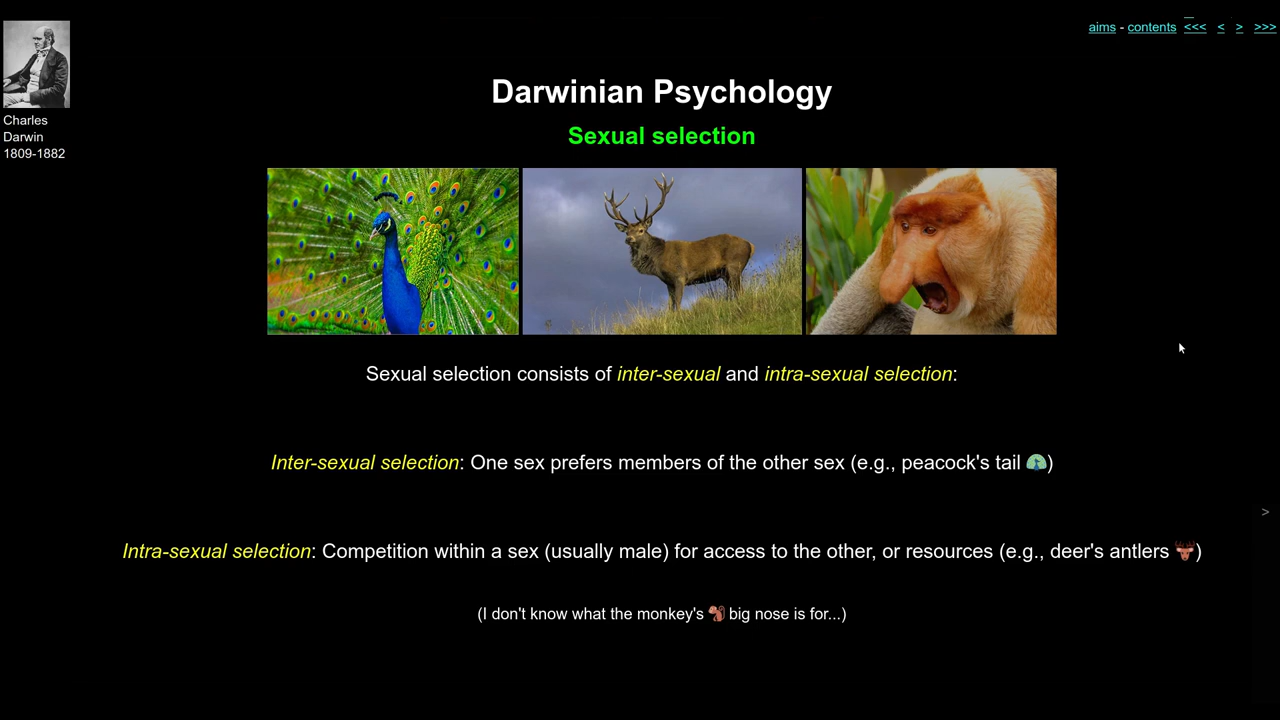 aims - contents <<< < > >>>
Charles
Darwin
1809-1882
Darwinian Psychology
Sexual selection
Sexual selection consists of inter-sexual and intra-sexual selection:
Inter-sexual selection: One sex prefers members of the other sex (e.g., peacock's tail 🦚)
>
Intra-sexual selection: Competition within a sex (usually male) for access to the other, or resources (e.g., deer's antlers 🦌)
(I don't know what the monkey's 🐒 big nose is for...)